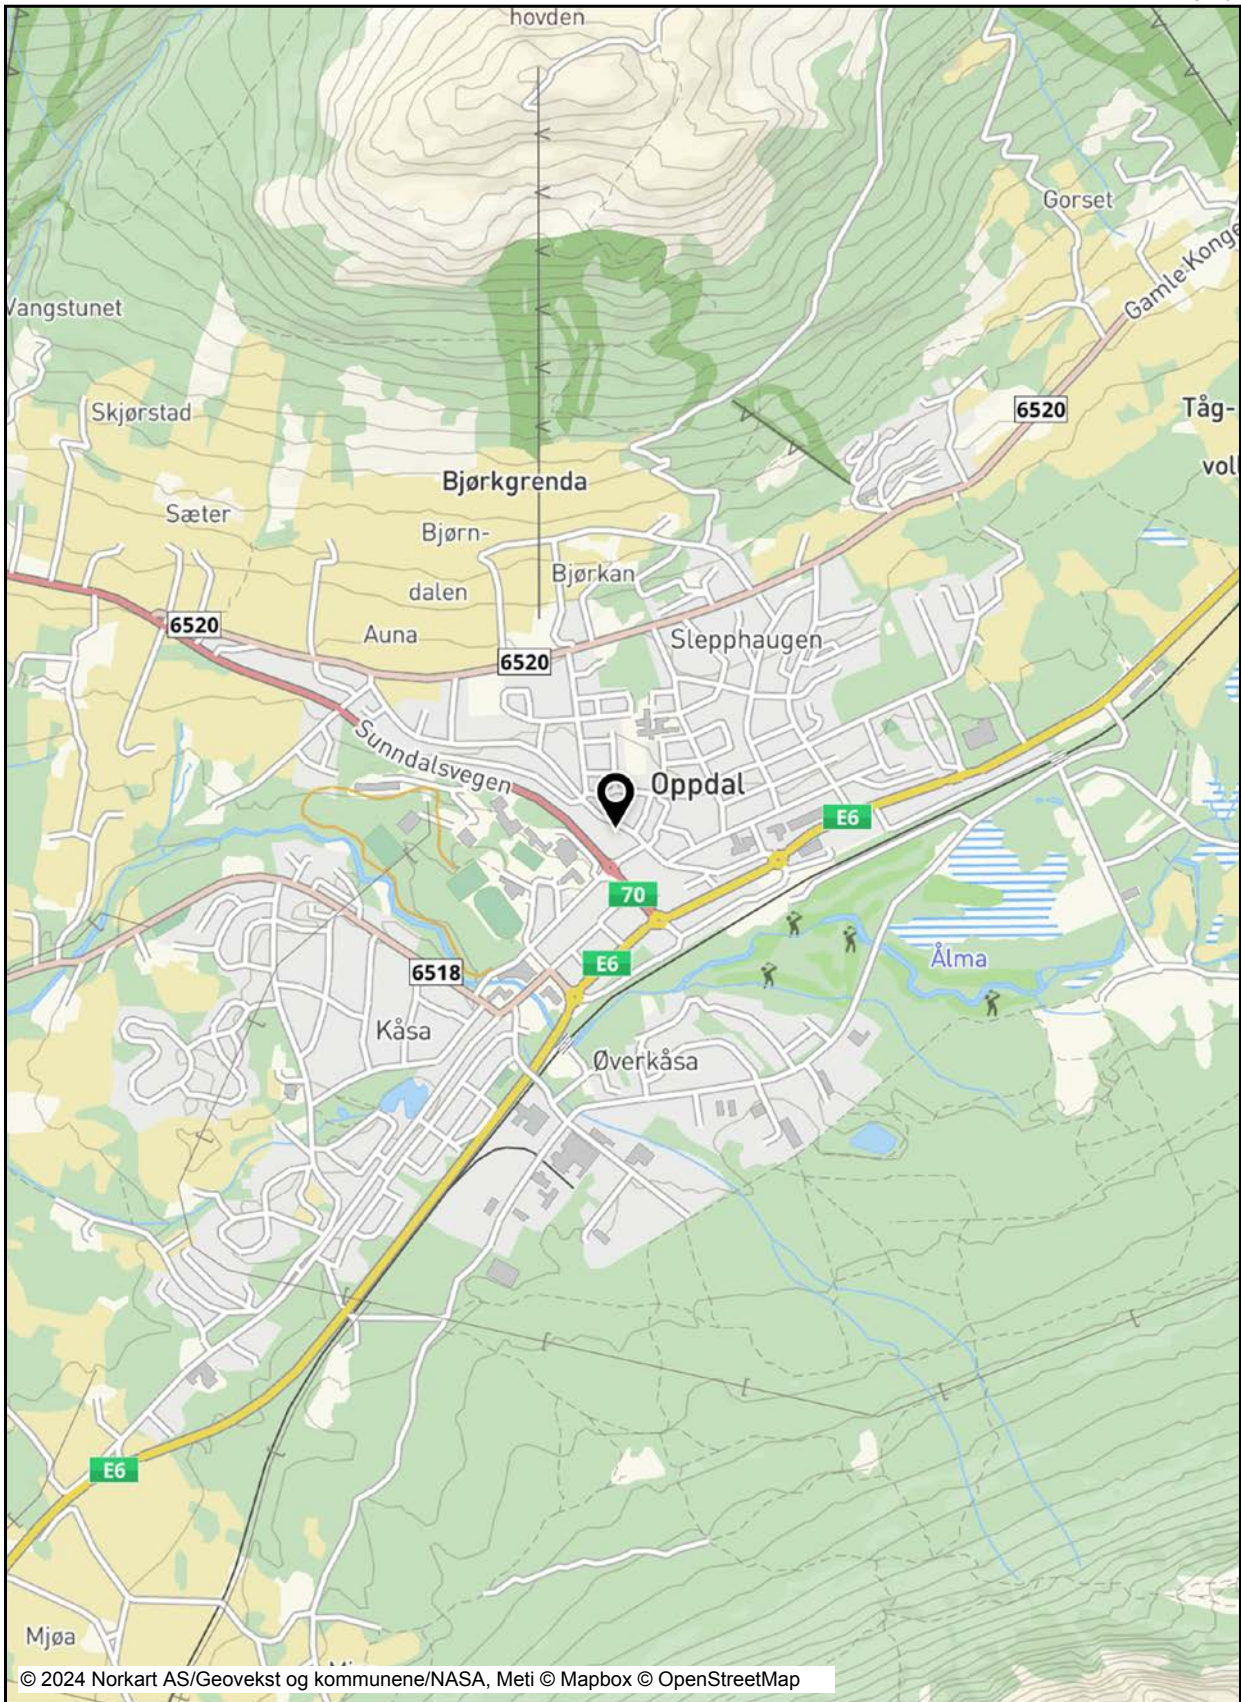 hovden
Gorset
Gamle Konge
Vangstunet
Skjørstad
6520
Tåg-
voll
Bjørkgrenda
Sæter
Bjørn-
dalen
Bjørkan
6520
Auna
Slepphaugen
6520
Sunndalsvegen
Oppdal
E6
70
E6
Ålma
6518
Kåsa
Øverkåsa
E6
Mjøa
© 2024 Norkart AS/Geovekst og kommunene/NASA, Meti © Mapbox © OpenStreetMap